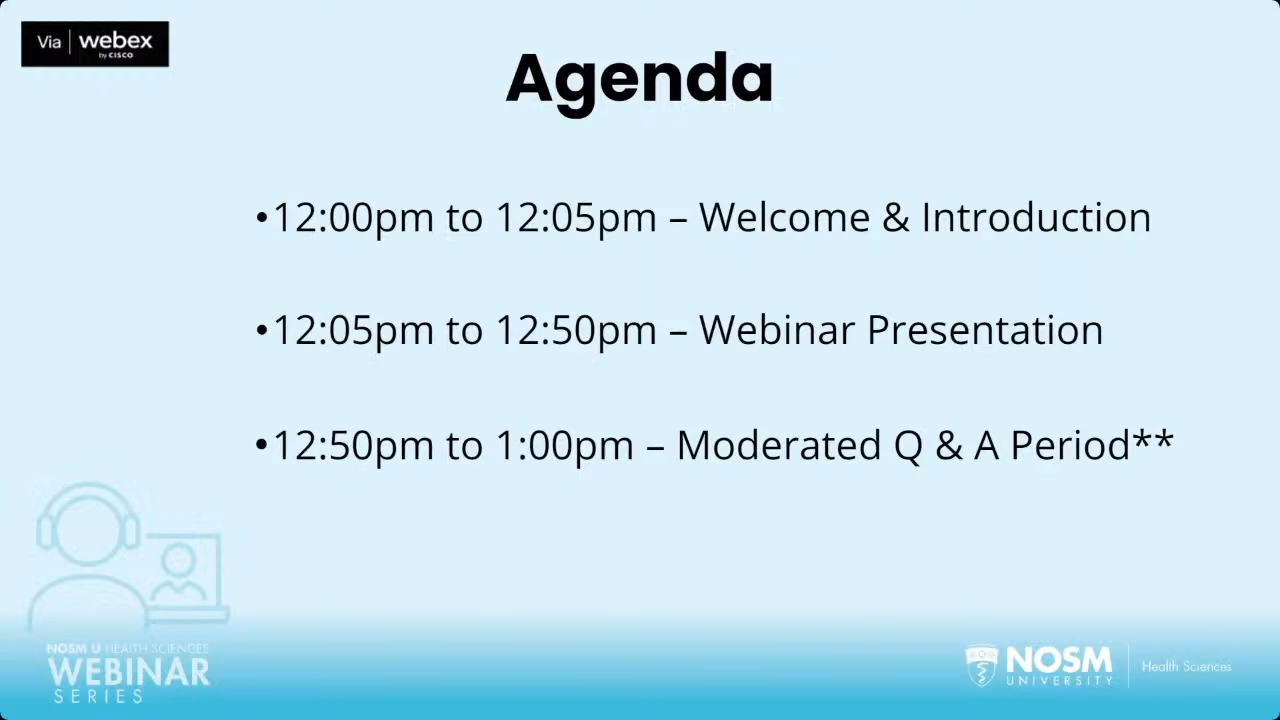 Via webex
by CISCO
Agenda
•12:00pm to 12:05pm – Welcome & Introduction
•12:05pm to 12:50pm – Webinar Presentation
•12:50pm to 1:00pm – Moderated Q & A Period**
NOSM U HEALTH SCIENCES
WEBINAR
SERIES
NOSM
UNIVERSITY
Health Sciences